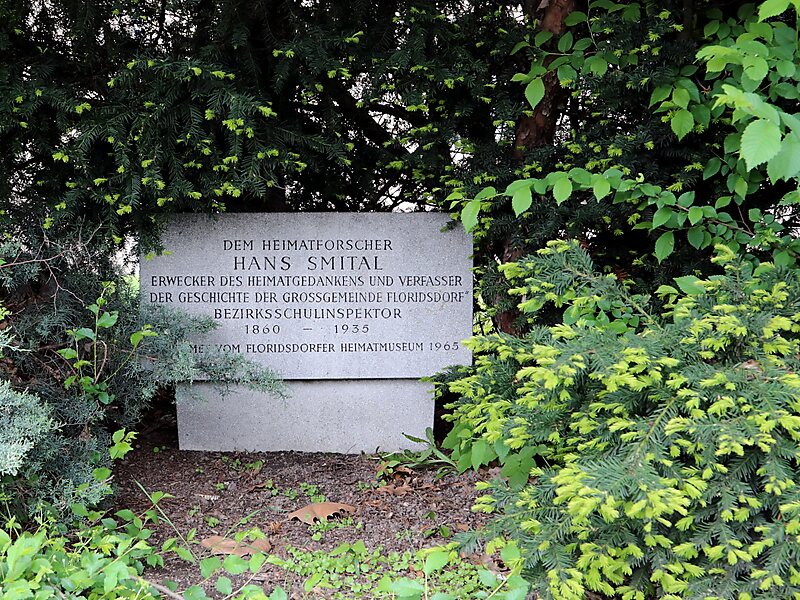 DEM HEIMATFORSCHER
HANS SMITAL
ERWECKER DES HEIMATGEDANKENS UND VERFASSER
DER GESCHICHTE DER GROSSGEMEINDE FLORIDSDORF"
BEZIRKSSCHULINSPEKTOR
1860 — 1935
VOM FLORIDSDORFER HEIMATMUSEUM 1965